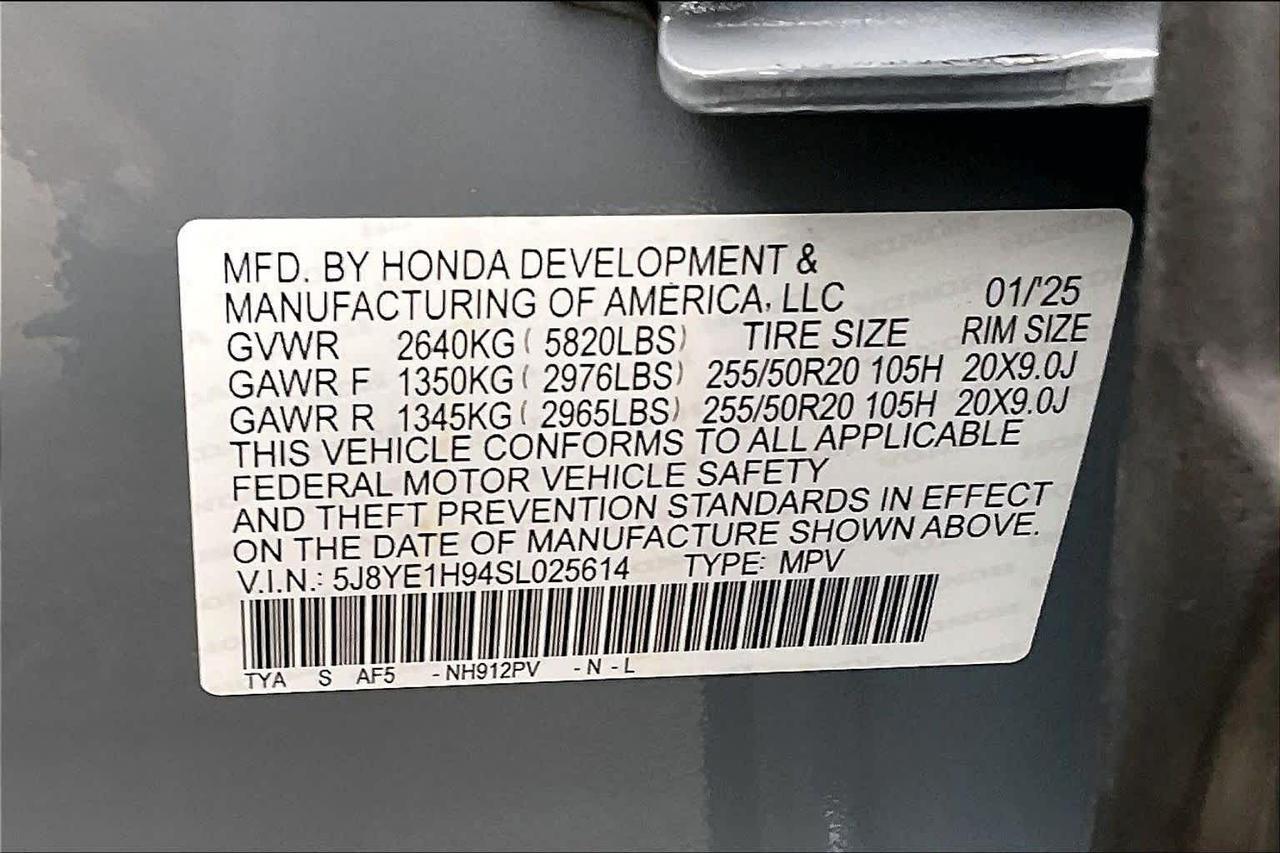 MFD. BY HONDA DEVELOPMENT &
MANUFACTURING OF AMERICA, LLC 01/'25
GVWR 2640KG ( 5820LBS) TIRE SIZE RIM SIZE
GAWR F 1350KG ( 2976LBS) 255/50R20 105H 20X9.0J
GAWR R 1345KG ( 2965LBS) 255/50R20 105H 20X9.0J
THIS VEHICLE CONFORMS TO ALL APPLICABLE
FEDERAL MOTOR VEHICLE SAFETY
AND THEFT PREVENTION STANDARDS IN EFFECT
ON THE DATE OF MANUFACTURE SHOWN ABOVE.
V.I.N.: 5J8YE1H94SL025614 TYPE: MPV
TYA S AF5 -NH912PV -N-L